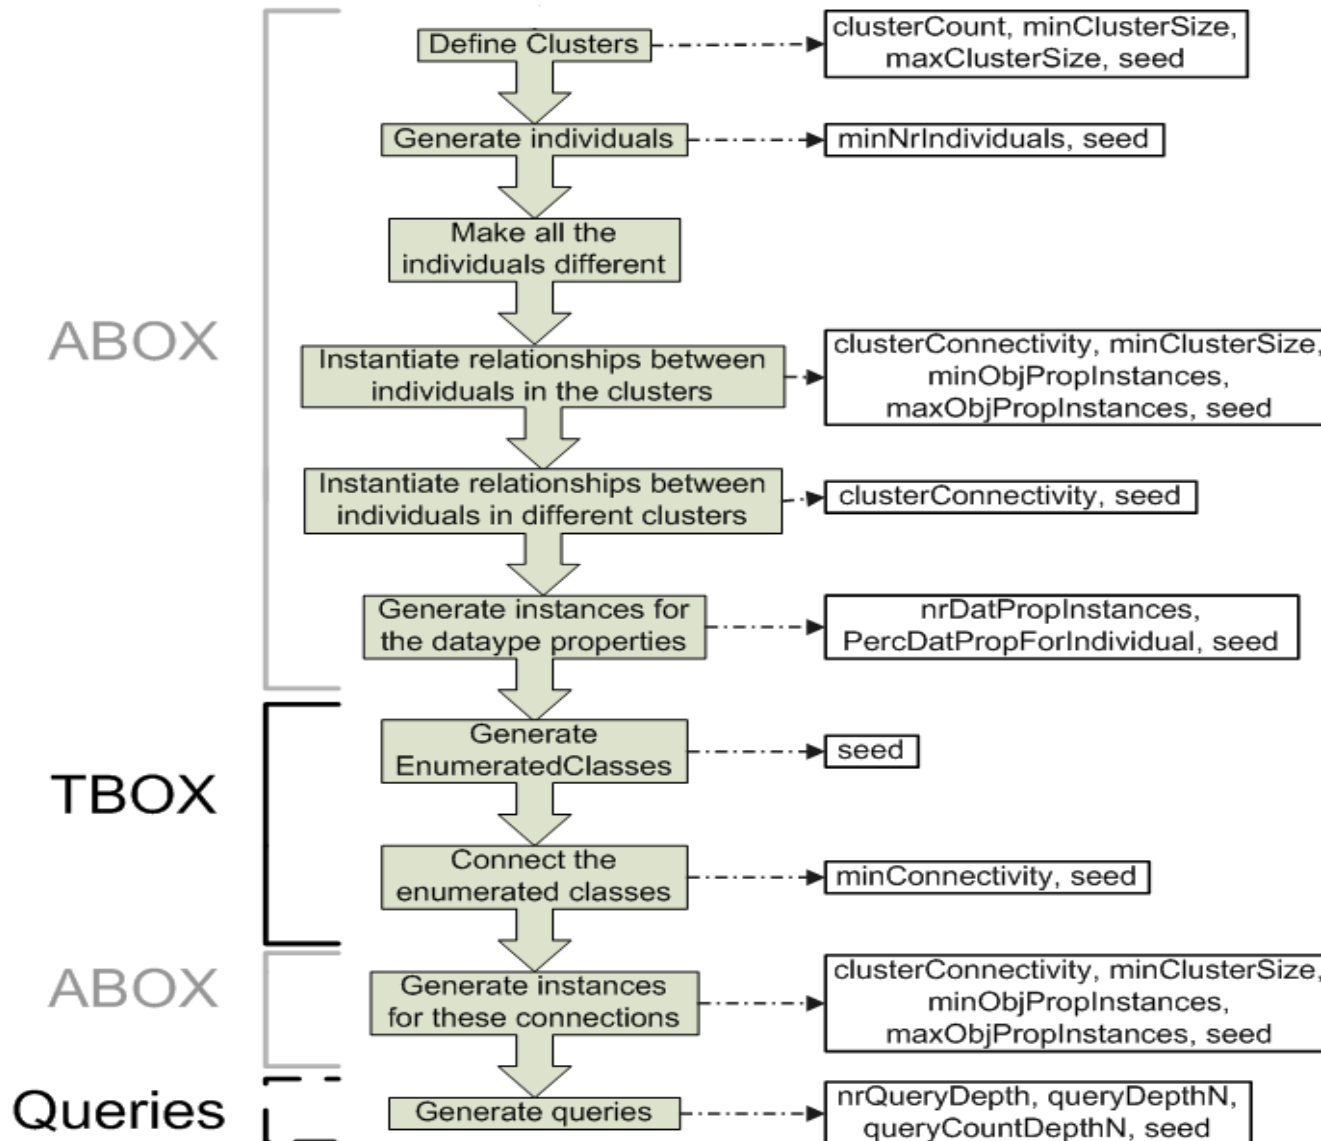 Define Clusters
clusterCount, minClusterSize,
maxClusterSize, seed
Generate individuals
minNrIndividuals, seed
Make all the
individuals different
ABOX
Instantiate relationships between
individuals in the clusters
clusterConnectivity, minClusterSize,
minObjPropInstances,
maxObjPropInstances, seed
Instantiate relationships between
individuals in different clusters
clusterConnectivity, seed
Generate instances for
the dataype properties
nrDatPropInstances,
PercDatPropForIndividual, seed
TBOX
Generate
EnumeratedClasses
seed
Connect the
enumerated classes
minConnectivity, seed
ABOX
Generate instances
for these connections
clusterConnectivity, minClusterSize,
minObjPropInstances,
maxObjPropInstances, seed
Queries
Generate queries
nrQueryDepth, queryDepthN,
queryCountDepthN, seed